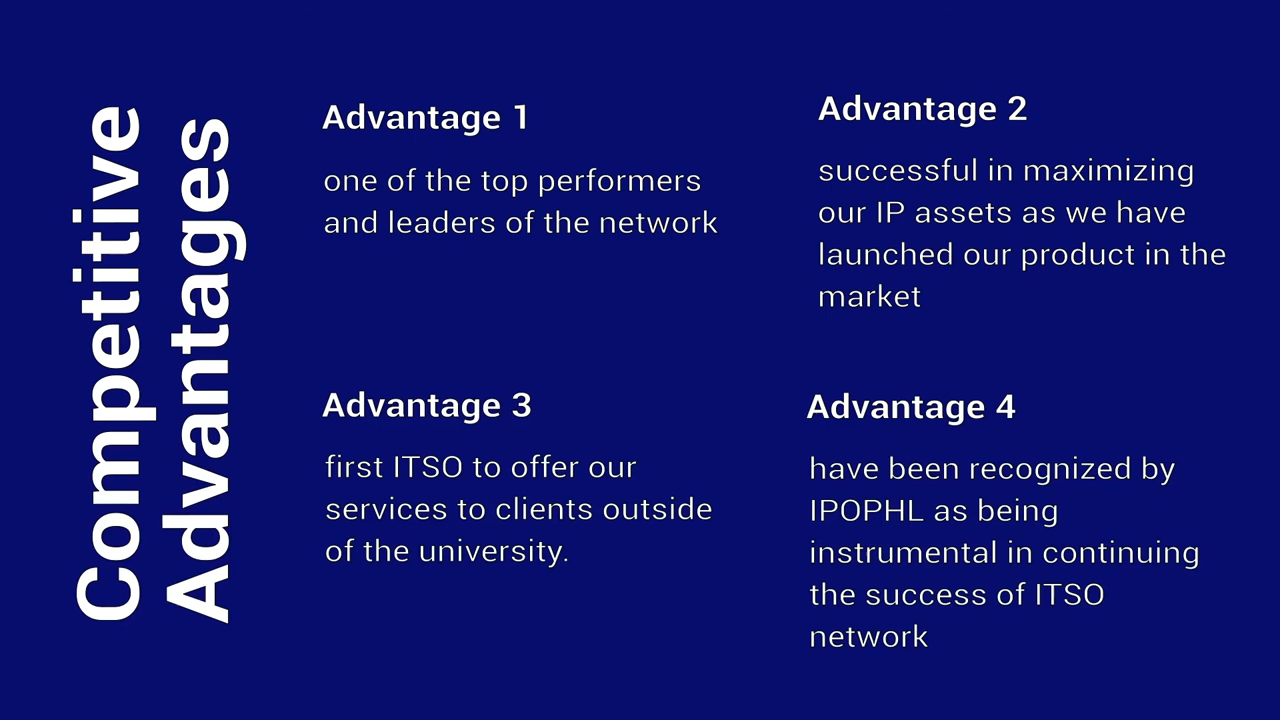 Competitive
Advantages
Advantage 1
one of the top performers
and leaders of the network
Advantage 2
successful in maximizing
our IP assets as we have
launched our product in the
market
Advantage 3
first ITSO to offer our
services to clients outside
of the university.
Advantage 4
have been recognized by
IPOPHL as being
instrumental in continuing
the success of ITSO
network